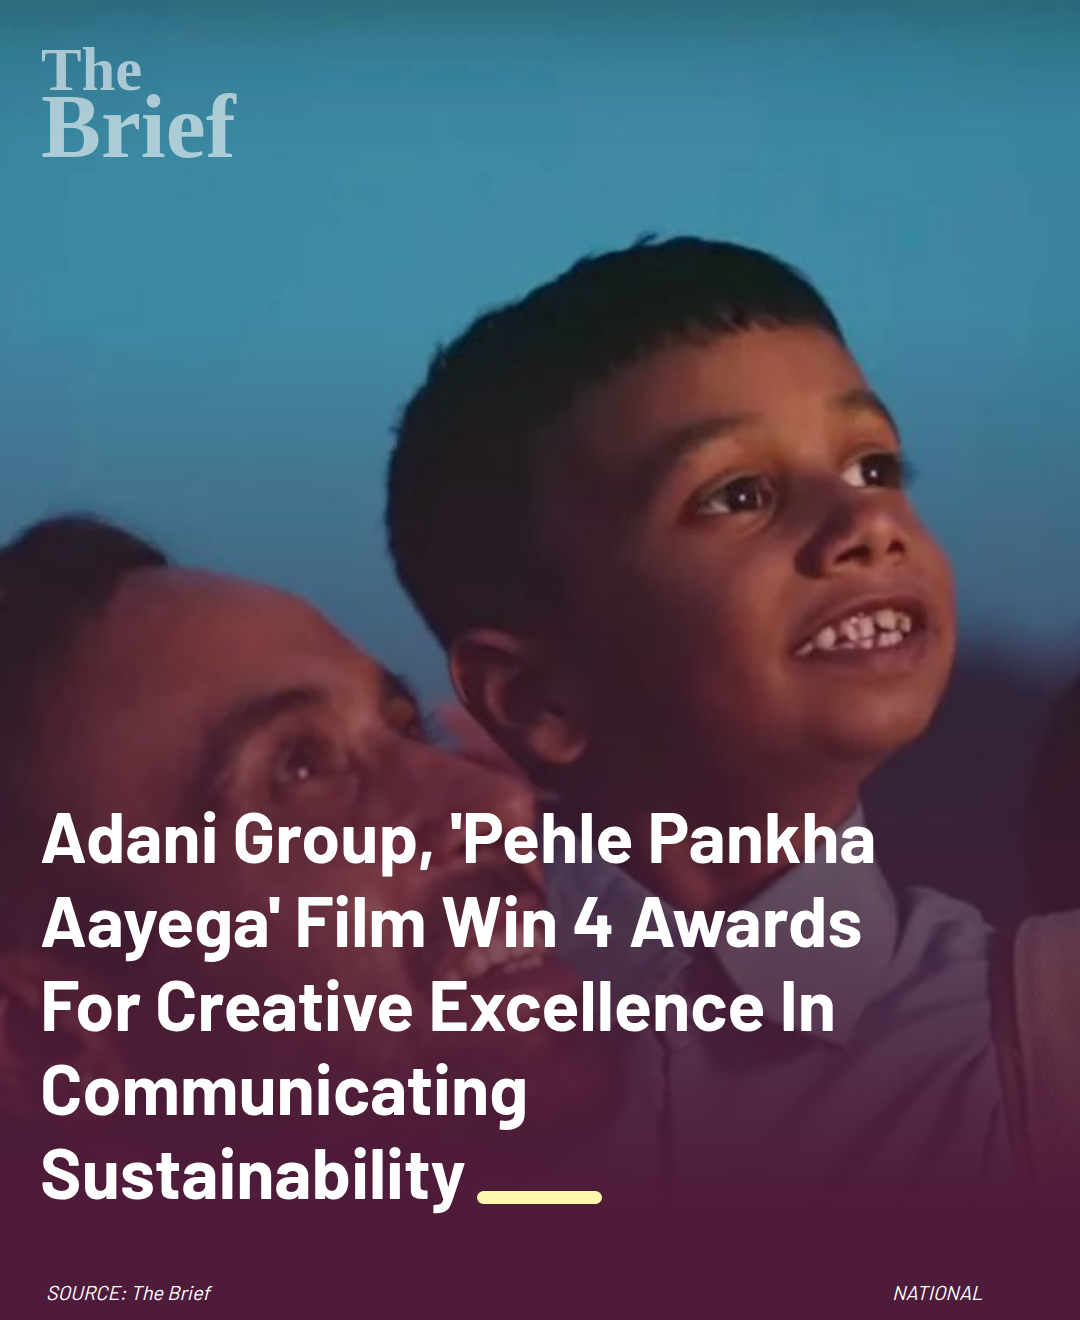 The
Brief
Adani Group, 'Pehle Pankha
Aayega' Film Win 4 Awards
For Creative Excellence In
Communicating
Sustainability
SOURCE: The Brief
NATIONAL